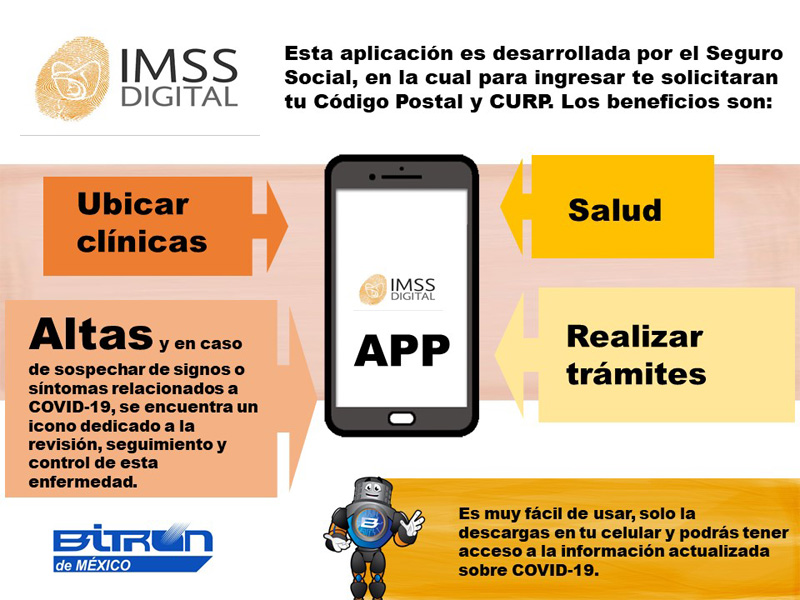 IMSS
DIGITAL
Esta aplicación es desarrollada por el Seguro
Social, en la cual para ingresar te solicitaran
tu Código Postal y CURP. Los beneficios son:
Ubicar
clínicas
Salud
IMSS
DIGITAL
APP
Altas y en caso
de sospechar de signos o
síntomas relacionados a
COVID-19, se encuentra un
icono dedicado a la
revisión, seguimiento y
control de esta
enfermedad.
Realizar
trámites
BiTRON
de MÉXICO
B
Es muy fácil de usar, solo la
descargas en tu celular y podrás tener
acceso a la información actualizada
sobre COVID-19.